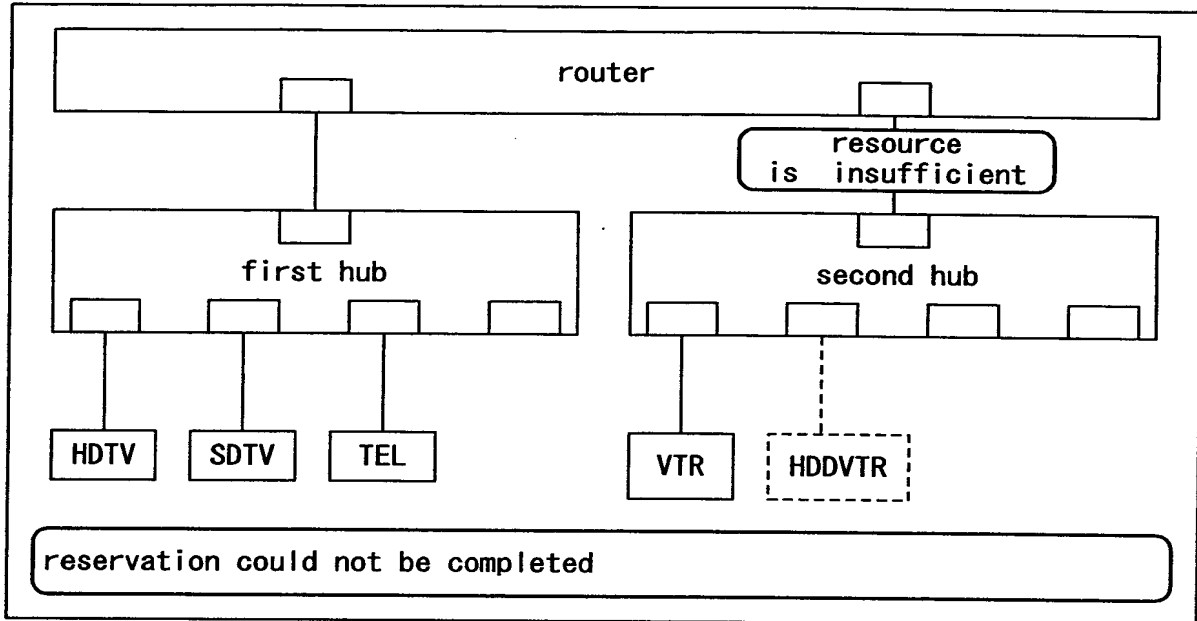 router
resource
is insufficient
first hub
second hub
HDTV
SDTV
TEL
VTR
HDDVTR
reservation could not be completed